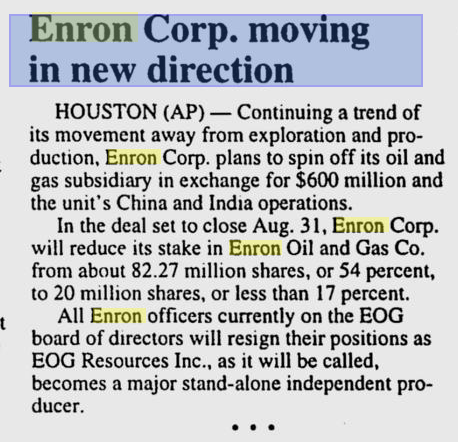 Enron Corp. moving
in new direction
HOUSTON (AP) — Continuing a trend of
its movement away from exploration and pro-
duction, Enron Corp. plans to spin off its oil and
gas subsidiary in exchange for $600 million and
the unit's China and India operations.
In the deal set to close Aug. 31, Enron Corp.
will reduce its stake in Enron Oil and Gas Co.
from about 82.27 million shares, or 54 percent,
to 20 million shares, or less than 17 percent.
All Enron officers currently on the EOG
board of directors will resign their positions as
EOG Resources Inc., as it will be called,
becomes a major stand-alone independent pro-
ducer.
• • •